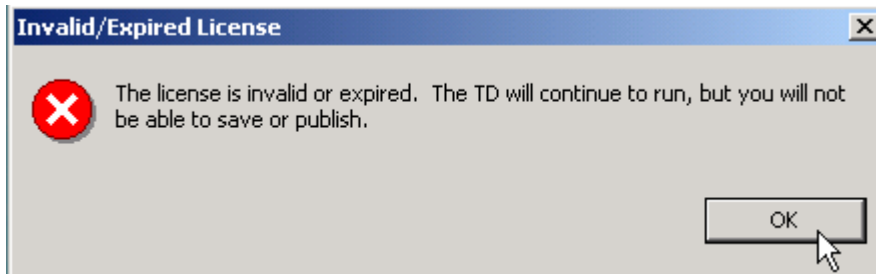 Invalid/Expired License
The license is invalid or expired.  The TD will continue to run, but you will not
be able to save or publish.
OK